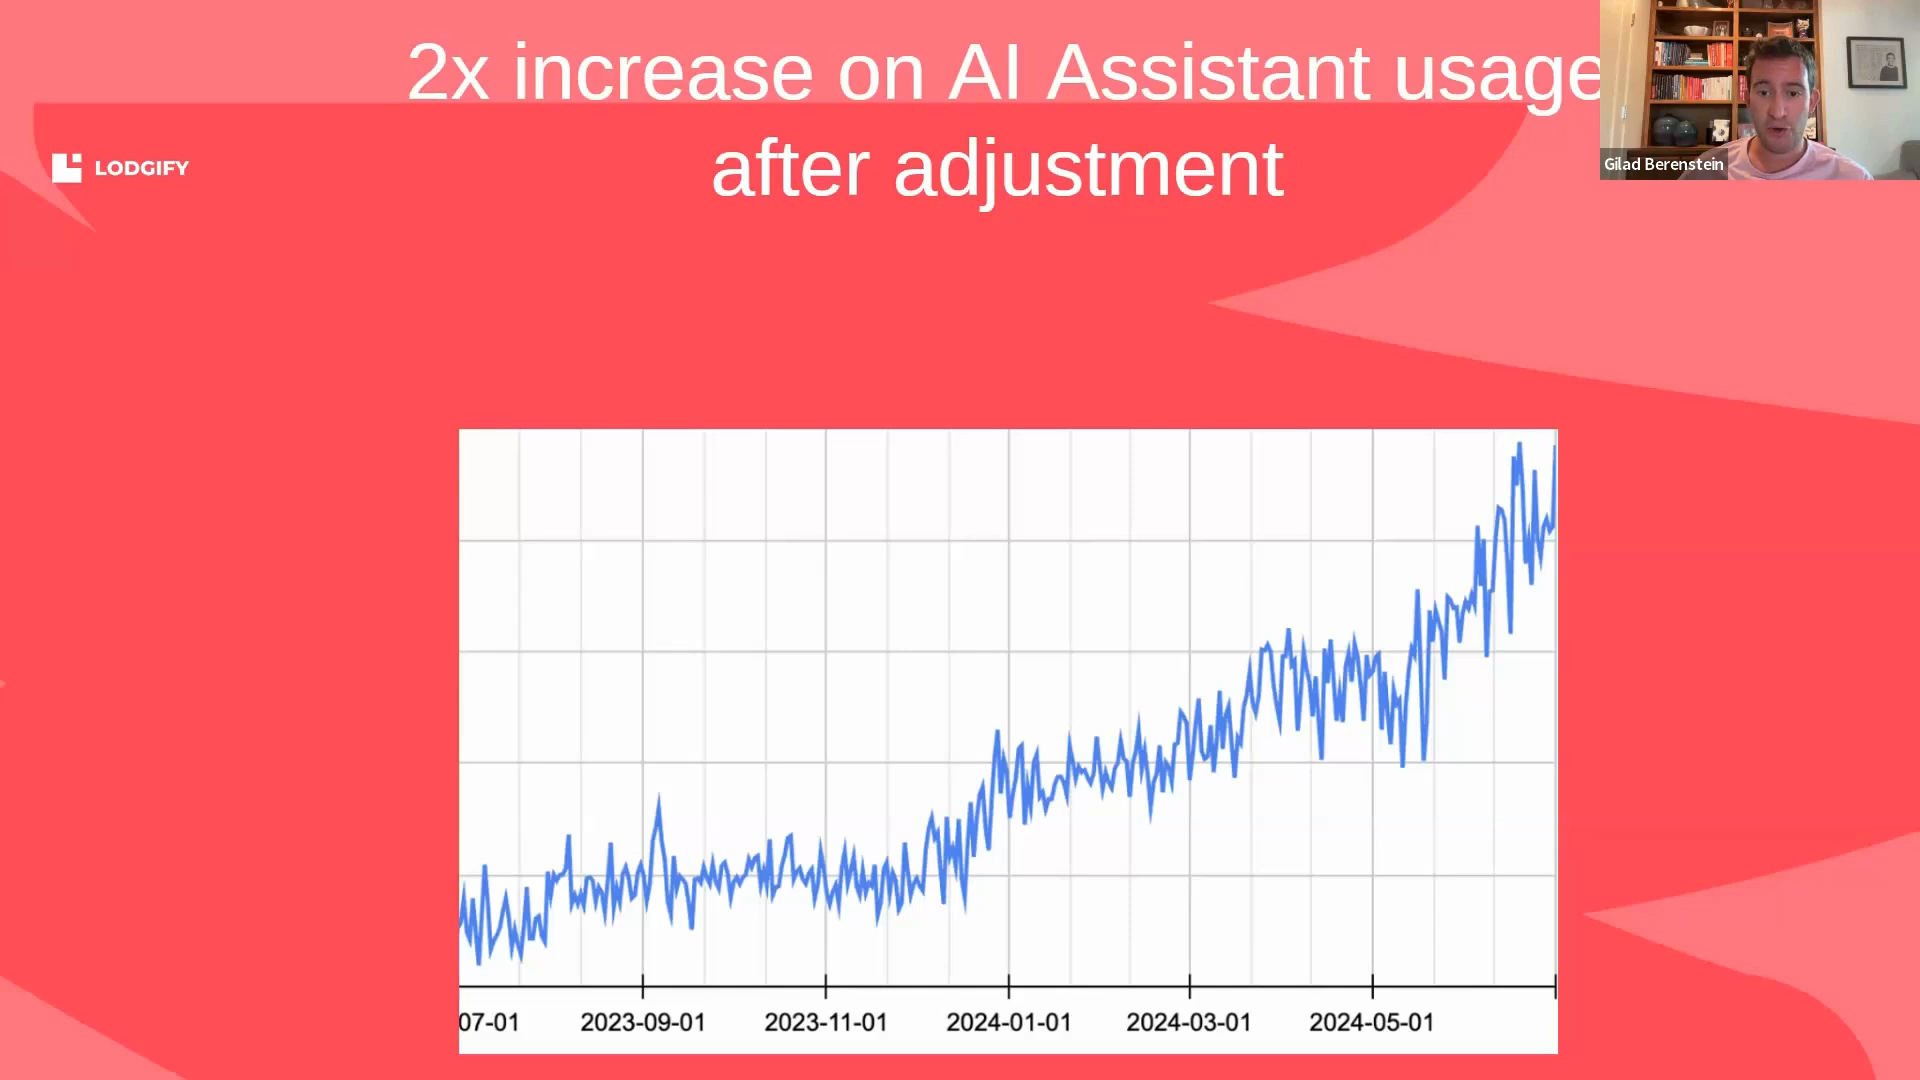 2x increase on AI Assistant usage
after adjustment
LODGIFY
Gilad Berenstein
07-01
2023-09-01
2023-11-01
2024-01-01
2024-03-01
2024-05-01